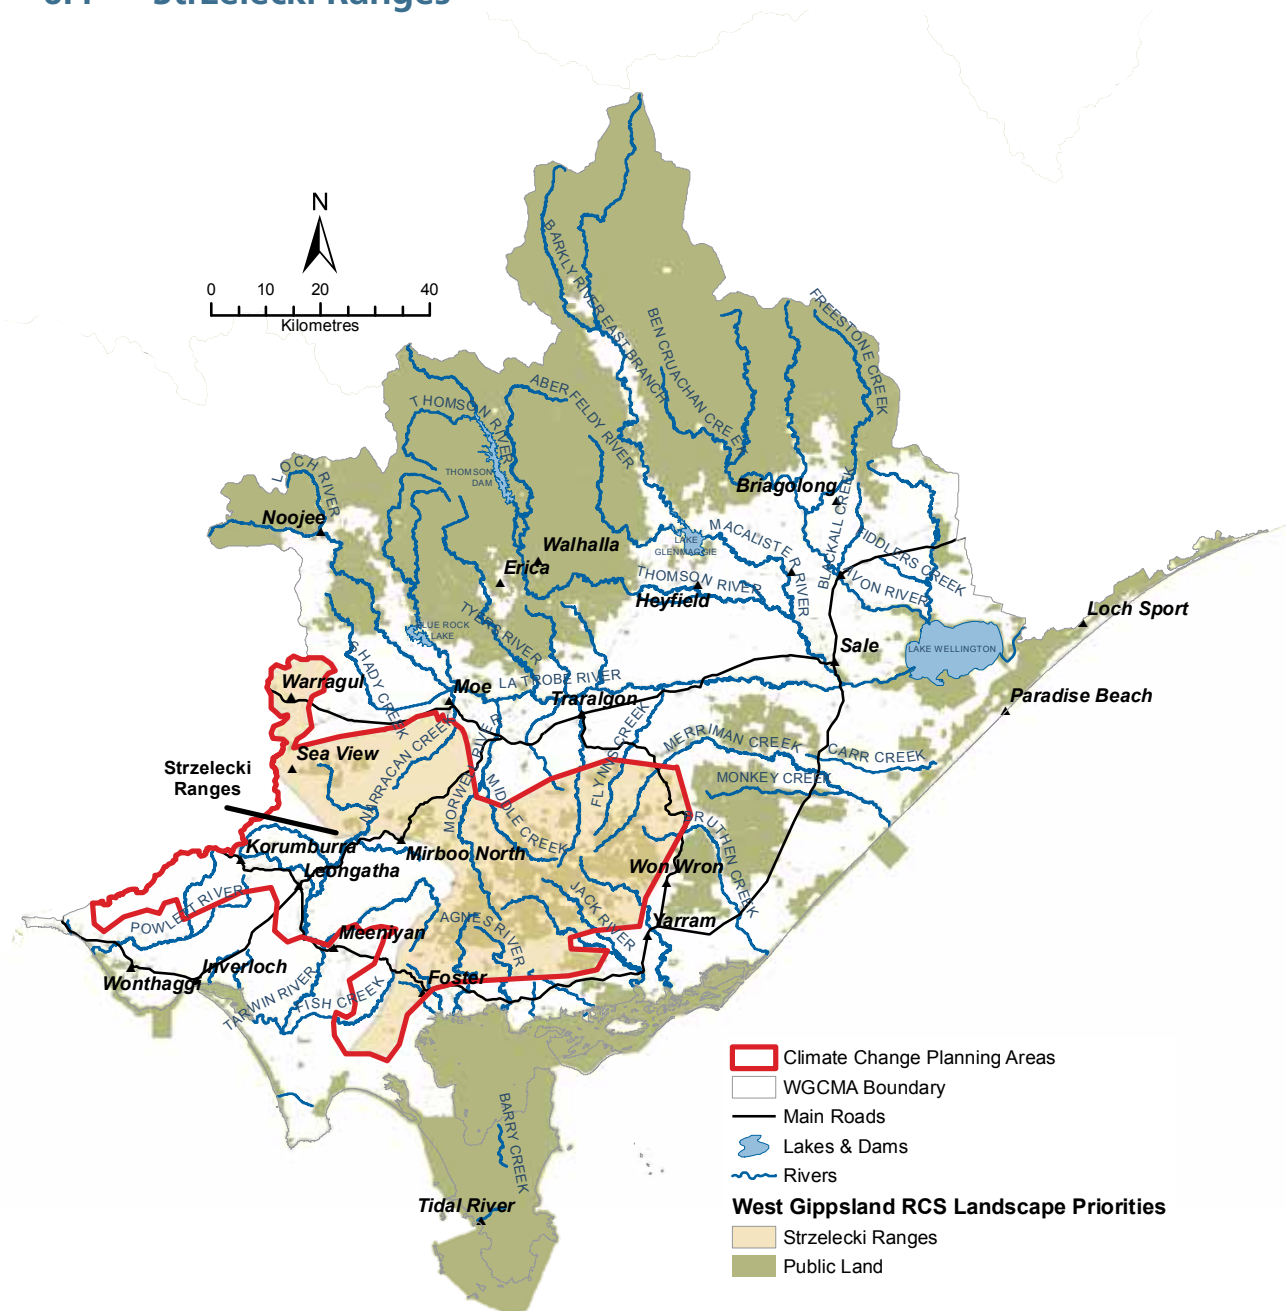 Strzelecki Ranges
N
0 10 20 40
Kilometres
BARKLY RIVER EAST BRANCH
BEN CRUACHAN CREEK
FREESTONE CREEK
THOMSON RIVER
ABERFELDY RIVER
LOCH RIVER
THOMSON
DAM
Noojee
Briagolong
BLACKALL CREEK
MACALISTER RIVER
LAKE
GLENMAGGIE
FIDDLERS CREEK
AVON RIVER
Walhalla
Erica
THOMSON RIVER
Heyfield
TYERS RIVER
BLUE ROCK
LAKE
Loch Sport
Sale
LAKE WELLINGTON
SHADY CREEK
Warragul
Moe
LA TROBE RIVER
Traralgon
Paradise Beach
Sea View
NARRACAN CREEK
MORWELL RIVER
FLYNNS CREEK
MERRIMAN CREEK
CARR CREEK
MONKEY CREEK
Strzelecki
Ranges
MIDDLE CREEK
BRUTHEN CREEK
Korumburra
Mirboo North
Leongatha
Won Wron
POWLETT RIVER
JACK RIVER
AGNES RIVER
Yarram
Meeniyan
Inverloch
Wonthaggi
Foster
TARWIN RIVER
FISH CREEK
BARRY CREEK
Tidal River
Climate Change Planning Areas
WGCMA Boundary
Main Roads
Lakes & Dams
Rivers
West Gippsland RCS Landscape Priorities
Strzelecki Ranges
Public Land